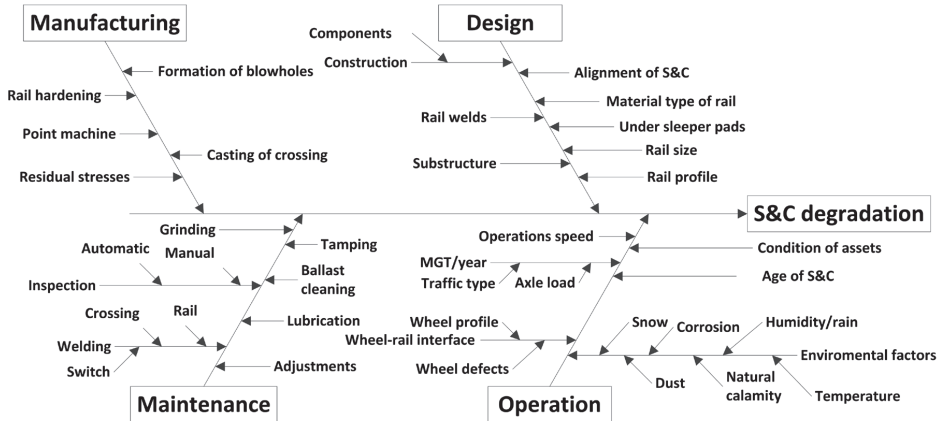 Manufacturing
Design
Components
Construction
Formation of blowholes
Alignment of S&C
Rail hardening
Material type of rail
Rail welds
Under sleeper pads
Point machine
Casting of crossing
Rail size
Substructure
Residual stresses
Rail profile
S&C degradation
Grinding
Operations speed
Automatic
Manual
Tamping
Condition of assets
MGT/year
Ballast
cleaning
Inspection
Traffic type
Axle load
Age of S&C
Crossing
Rail
Lubrication
Wheel profile
Snow
Corrosion
Humidity/rain
Welding
Wheel-rail interface
Enviromental factors
Switch
Adjustments
Wheel defects
Dust
Natural
calamity
Temperature
Maintenance
Operation